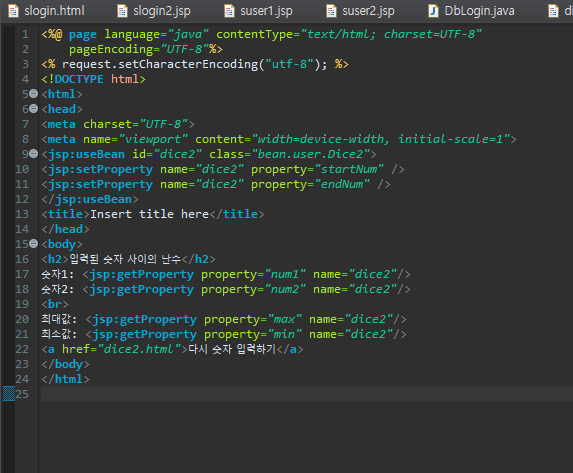 slogin.html slogin2.jsp suser1.jsp suser2.jsp DbLogin.java di
1 <%@ page language="java" contentType="text/html; charset=UTF-8"
2 pageEncoding="UTF-8"%>
3 <% request.setCharacterEncoding("utf-8"); %>
4 <!DOCTYPE html>
5 <html>
6 <head>
7 <meta charset="UTF-8">
8 <meta name="viewport" content="width=device-width, initial-scale=1">
9 <jsp:useBean id="dice2" class="bean.user.Dice2">
10 <jsp:setProperty name="dice2" property="startNum" />
11 <jsp:setProperty name="dice2" property="endNum" />
12 </jsp:useBean>
13 <title>Insert title here</title>
14 </head>
15 <body>
16 <h2>입력된 숫자 사이의 난수</h2>
17 숫자1: <jsp:getProperty property="num1" name="dice2"/>
18 숫자2: <jsp:getProperty property="num2" name="dice2"/>
19 <br>
20 최대값: <jsp:getProperty property="max" name="dice2"/>
21 최소값: <jsp:getProperty property="min" name="dice2"/>
22 <a href="dice2.html">다시 숫자 입력하기</a>
23 </body>
24 </html>
25